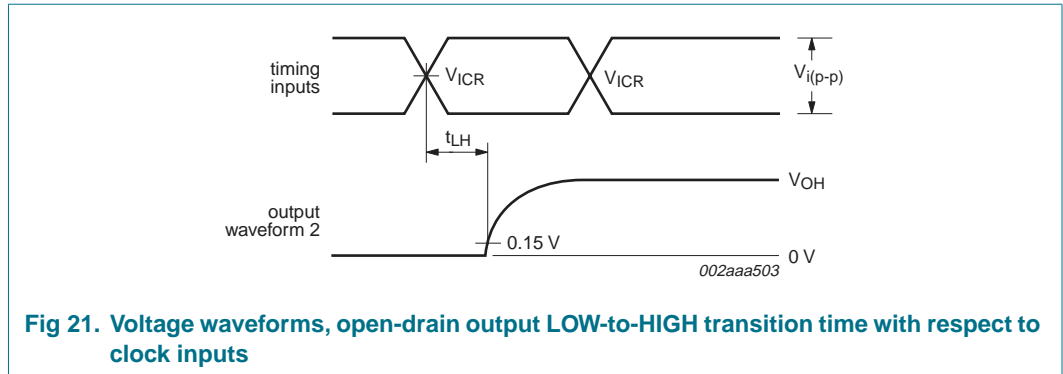 timing
inputs
VICR
VICR
Vi(p-p)
tLH
VOH
output
waveform 2
0.15 V
0 V
002aaa503
Fig 21. Voltage waveforms, open-drain output LOW-to-HIGH transition time with respect to
clock inputs